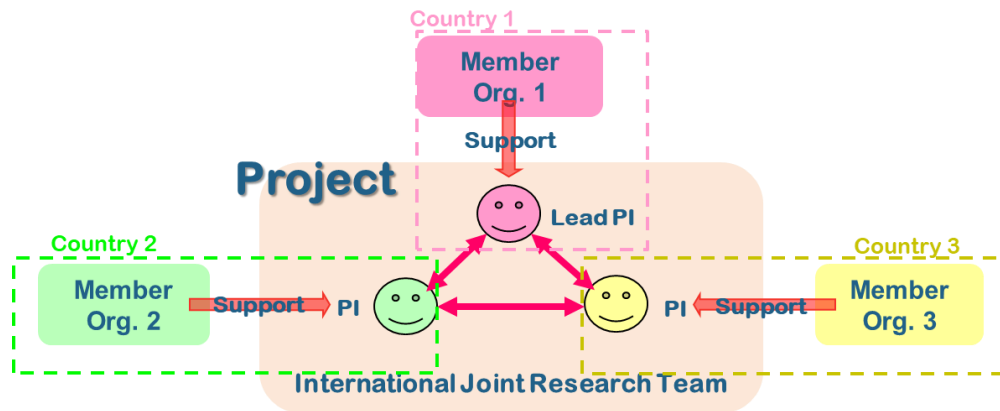 Country 1
Member
Org. 1
Support
Project
Lead PI
Country 2
Country 3
Member
Org. 2
Support
PI
PI
Support
Member
Org. 3
International Joint Research Team